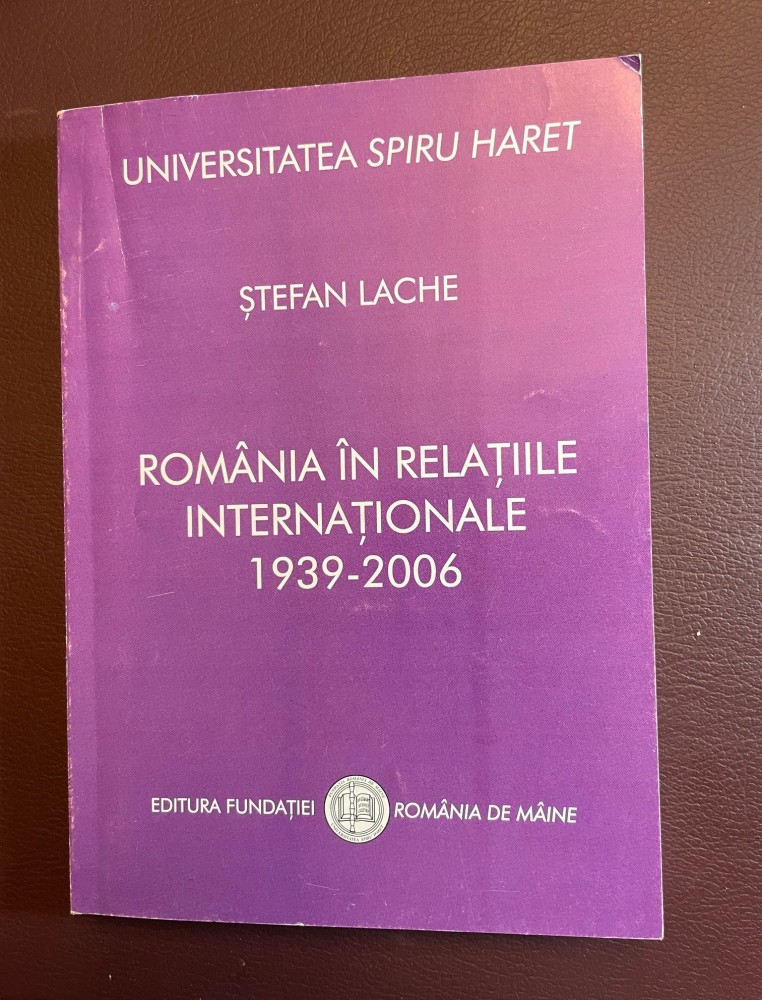 UNIVERSITATEA SPIRU HARET
ȘTEFAN LACHE
ROMÂNIA ÎN RELAȚIILE
INTERNAȚIONALE
1939-2006
EDITURA FUNDAȚIEI ROMÂNIA DE MÂINE